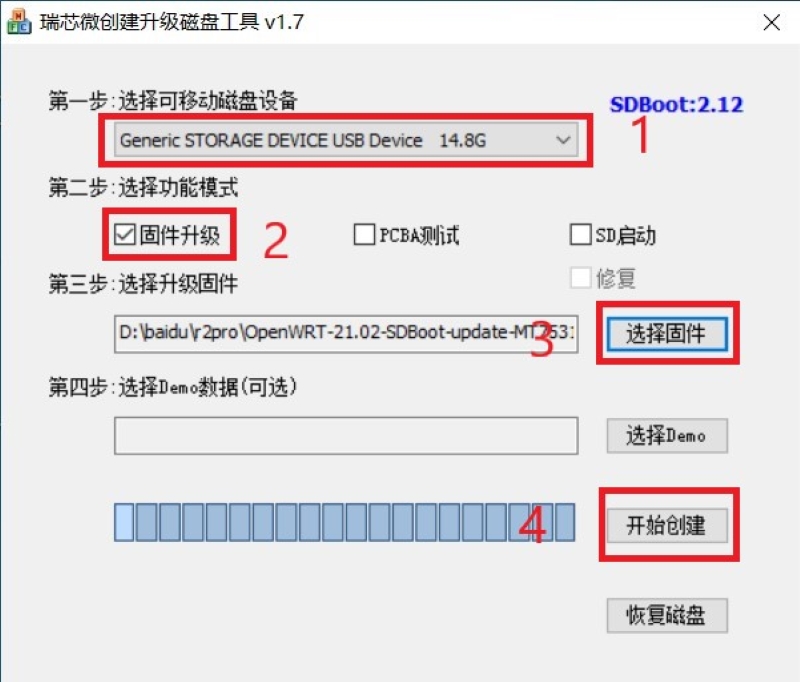 瑞芯微创建升级磁盘工具 v1.7
第一步:选择可移动磁盘设备
SDBoot:2.12
Generic STORAGE DEVICE USB Device 14.8G
1
第二步:选择功能模式
固件升级
2
PCBA测试
SD启动
第三步:选择升级固件
修复
D:\baidu\r2pro\OpenWRT-21.02-SDBoot-update-MT7531
3
选择固件
第四步:选择Demo数据(可选)
选择Demo
4
开始创建
恢复磁盘